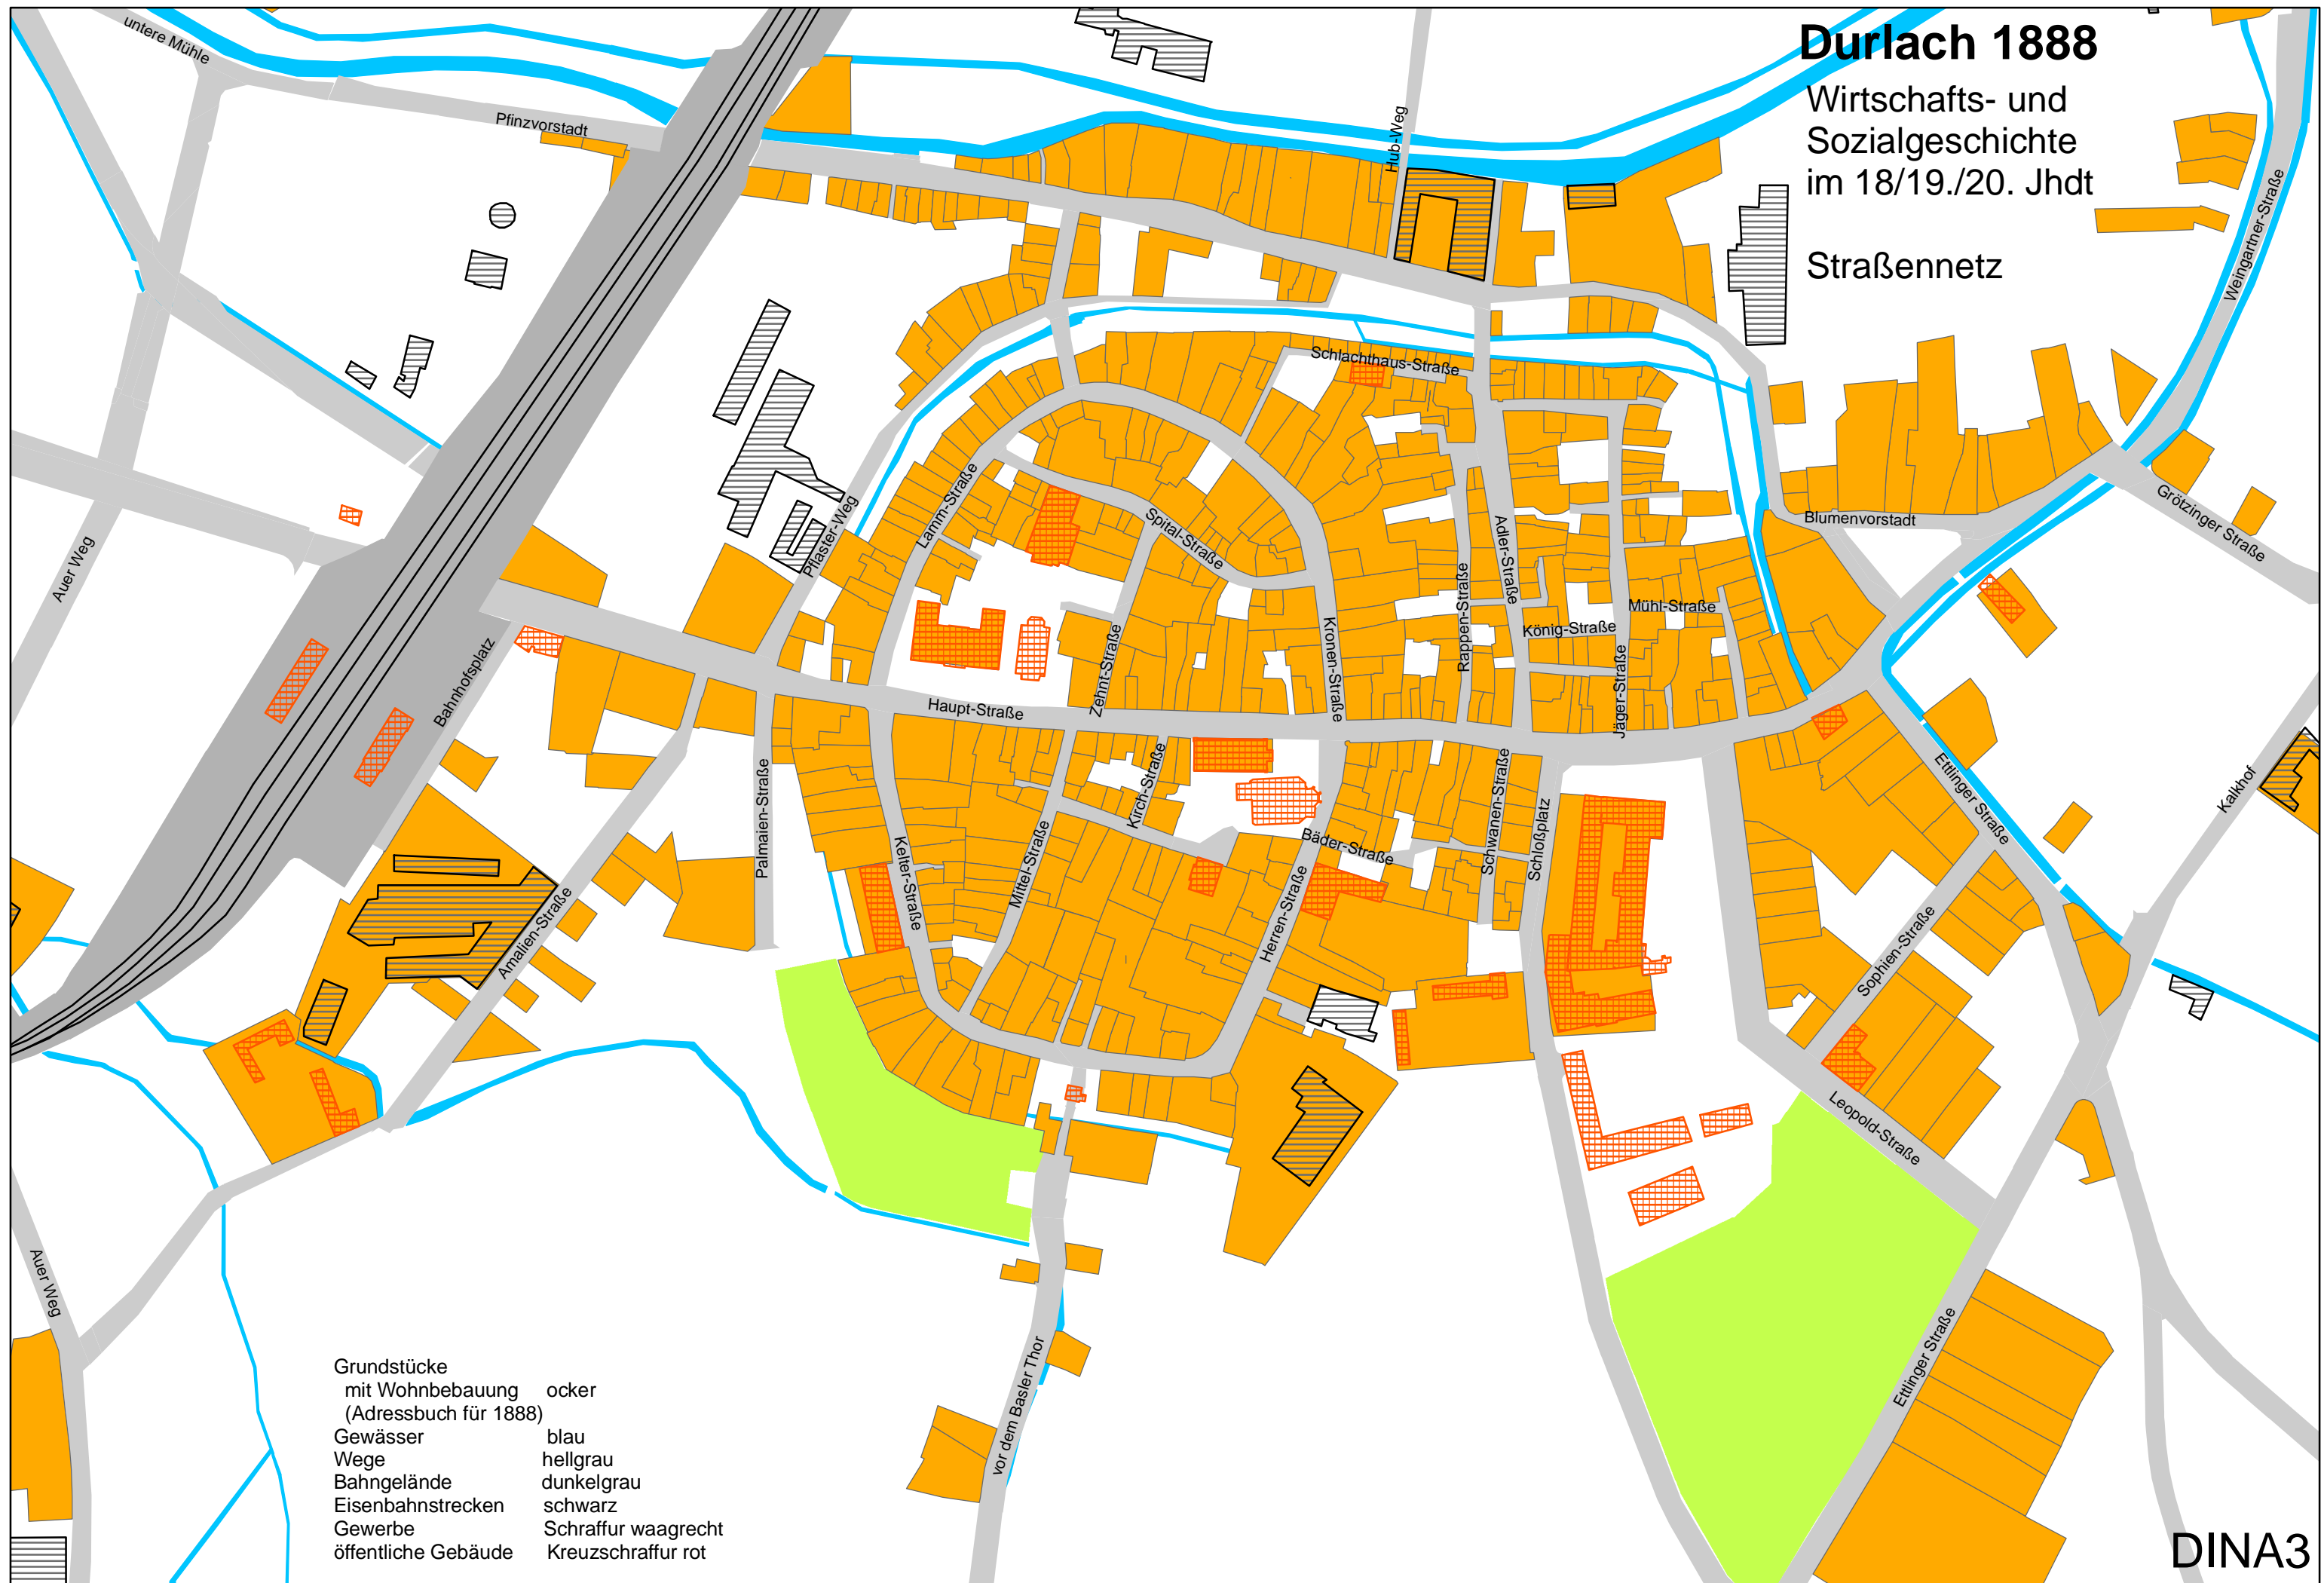 Durlach 1888
Wirtschafts- und
Sozialgeschichte
im 18/19./20. Jhdt
Straßennetz
untere Mühle
Pfinzvorstadt
Hub-Weg
Weingartner-Straße
Schlachthaus-Straße
Lamm-Straße
Pflaster-Weg
Spital-Straße
Adler-Straße
Blumenvorstadt
Grötzinger Straße
Auer Weg
Rappen-Straße
Mühl-Straße
König-Straße
Kronen-Straße
Zehnt-Straße
Jäger-Straße
Bahnhofsplatz
Haupt-Straße
Palmaien-Straße
Kirch-Straße
Schwanen-Straße
Schloßplatz
Ettlinger Straße
Kalkhof
Kelter-Straße
Mittel-Straße
Bäder-Straße
Herren-Straße
Amalien-Straße
Sophien-Straße
Leopold-Straße
Auer Weg
vor dem Basler Thor
Ettlinger Straße
Grundstücke
mit Wohnbebauung ocker
(Adressbuch für 1888)
Gewässer blau
Wege hellgrau
Bahngelände dunkelgrau
Eisenbahnstrecken schwarz
Gewerbe Schraffur waagrecht
öffentliche Gebäude Kreuzschraffur rot
DINA3